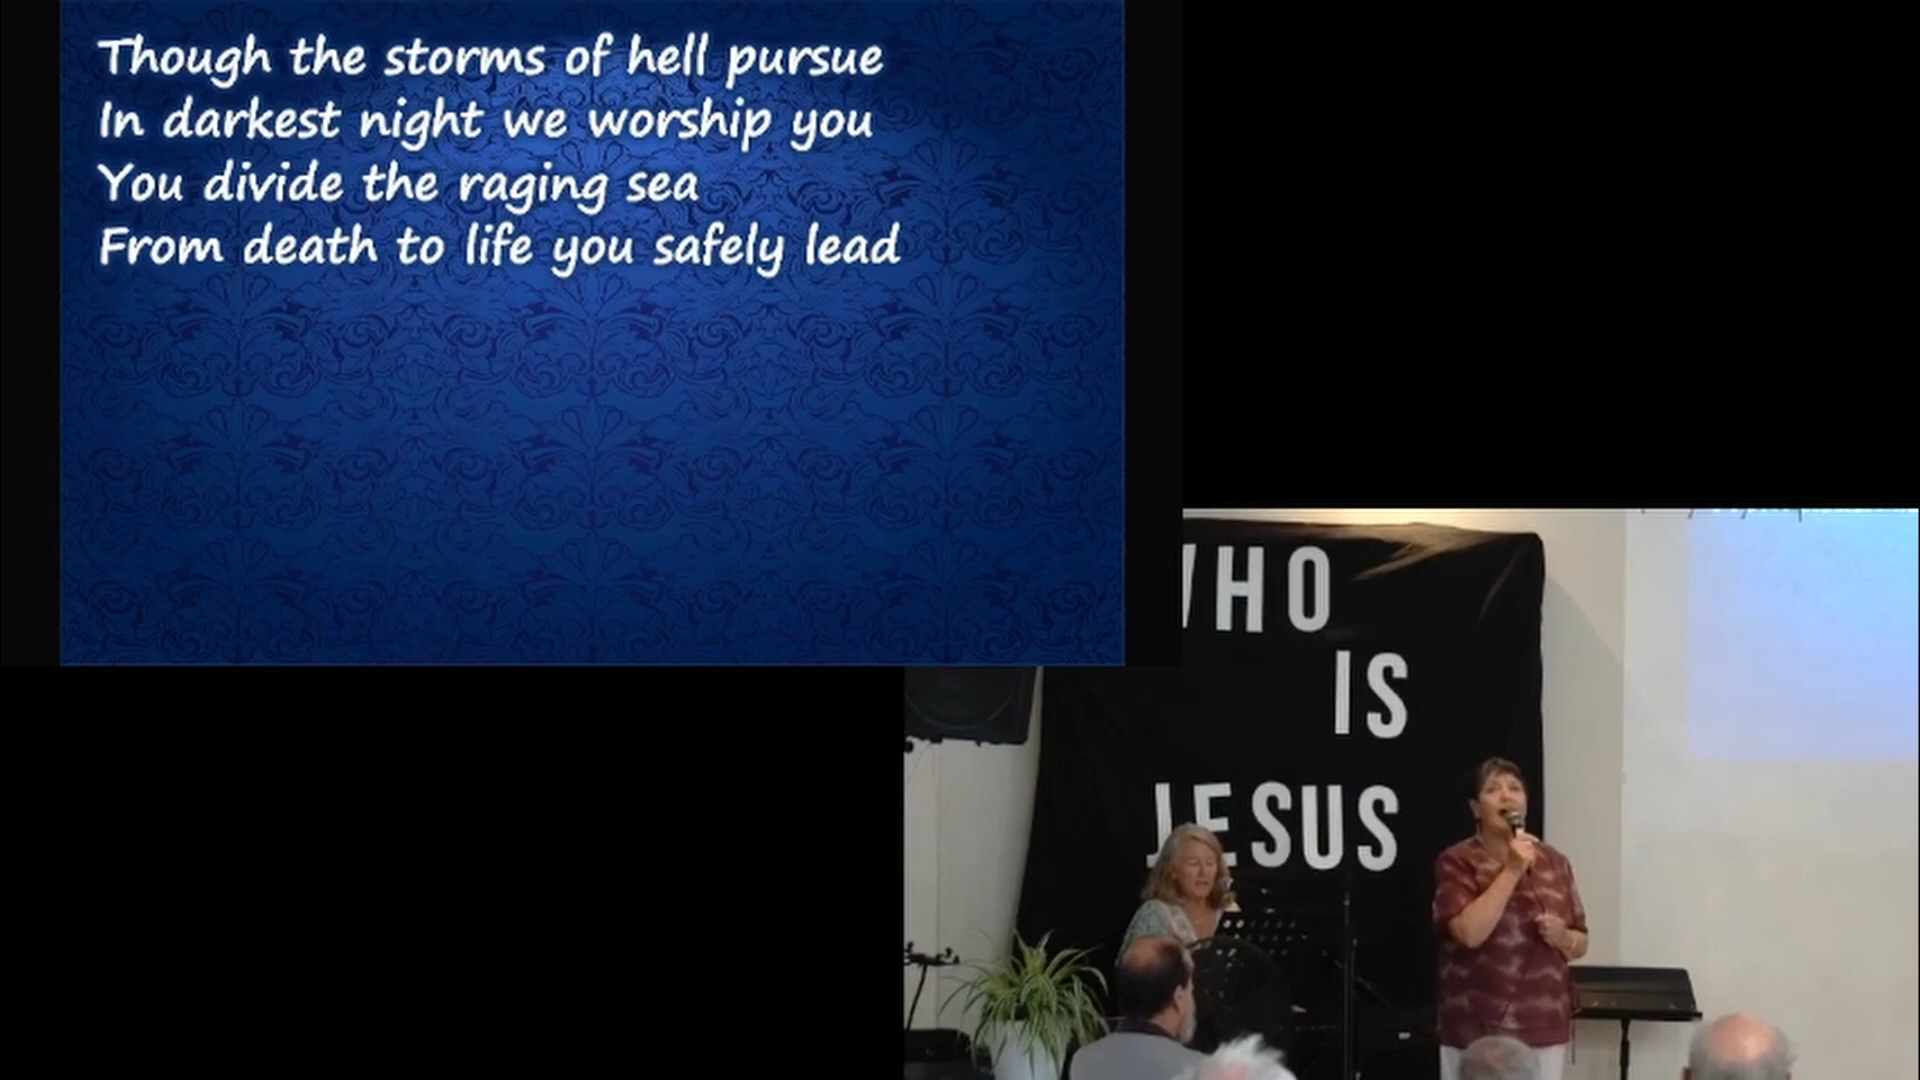 Though the storms of hell pursue
In darkest night we worship you
You divide the raging sea
From death to life you safely lead
WHO
IS
JESUS